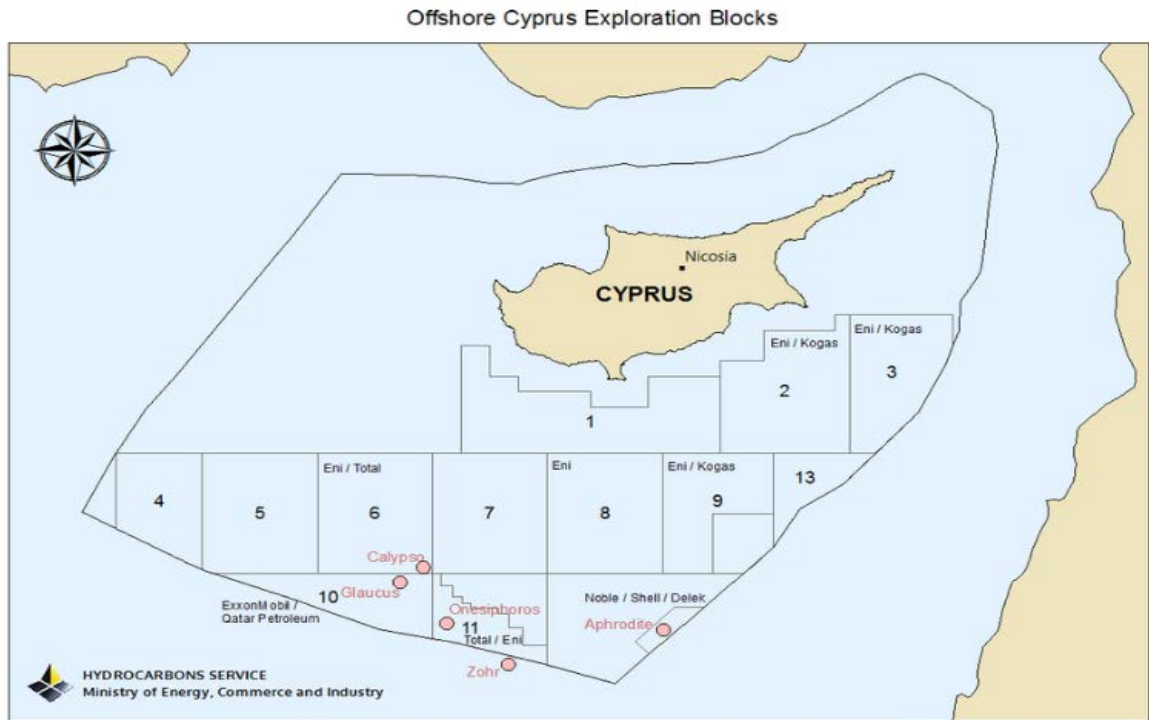 Offshore Cyprus Exploration Blocks
Nicosia
CYPRUS
Eni / Kogas
3
Eni / Kogas
2
1
4
5
Eni / Total
6
7
Eni
8
Eni / Kogas
9
13
Calypso
Glaucus
10
ExxonMobil /
Qatar Petroleum
Onesiphoros
11
Total / Eni
Zohr
Noble / Shell / Delek
Aphrodite
HYDROCARBONS SERVICE
Ministry of Energy, Commerce and Industry